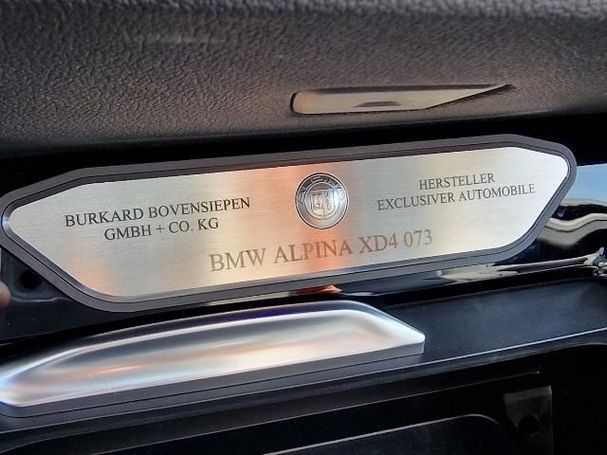 BURKARD BOVENSIEPEN
GMBH + CO. KG
HERSTELLER
EXCLUSIVER AUTOMOBILE
BMW ALPINA XD4 073